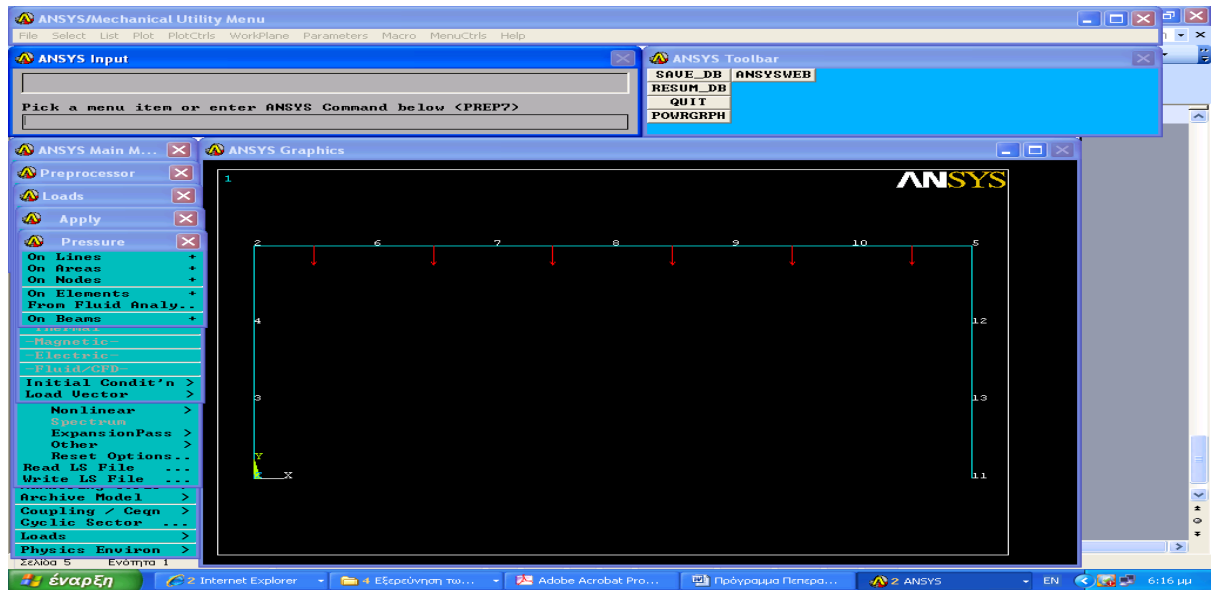 ANSYS/Mechanical Utility Menu
File Select List Plot PlotCtrls WorkPlane Parameters Macro MenuCtrls Help
ANSYS Input
Pick a menu item or enter ANSYS Command below <PREP7>
ANSYS Toolbar
SAVE_DB ANSYSWEB
RESUM_DB
QUIT
POWRGRPH
ANSYS Main M...
Preprocessor
Loads
Apply
Pressure
On Lines +
On Areas +
On Nodes +
On Elements +
From Fluid Analy..
On Beams +
-Magnetic-
-Electric-
-Fluid/CFD-
Initial Condit'n >
Load Vector >
Nonlinear >
Spectrum
ExpansionPass >
Other >
Reset Options..
Read LS File ...
Write LS File ...
Archive Model >
Coupling / Ceqn >
Cyclic Sector ...
Loads >
Physics Environ >
ANSYS Graphics
1
ANSYS
2 6 7 8 9 10 5
4 12
3 13
Y
X
11
Σελίδα 5 Ενότητα 1
έναρξη
2 Internet Explorer
4 Εξερεύνηση τω...
Adobe Acrobat Pro...
Πρόγραμμα Πεπερα...
2 ANSYS
EN
6:16 μμ